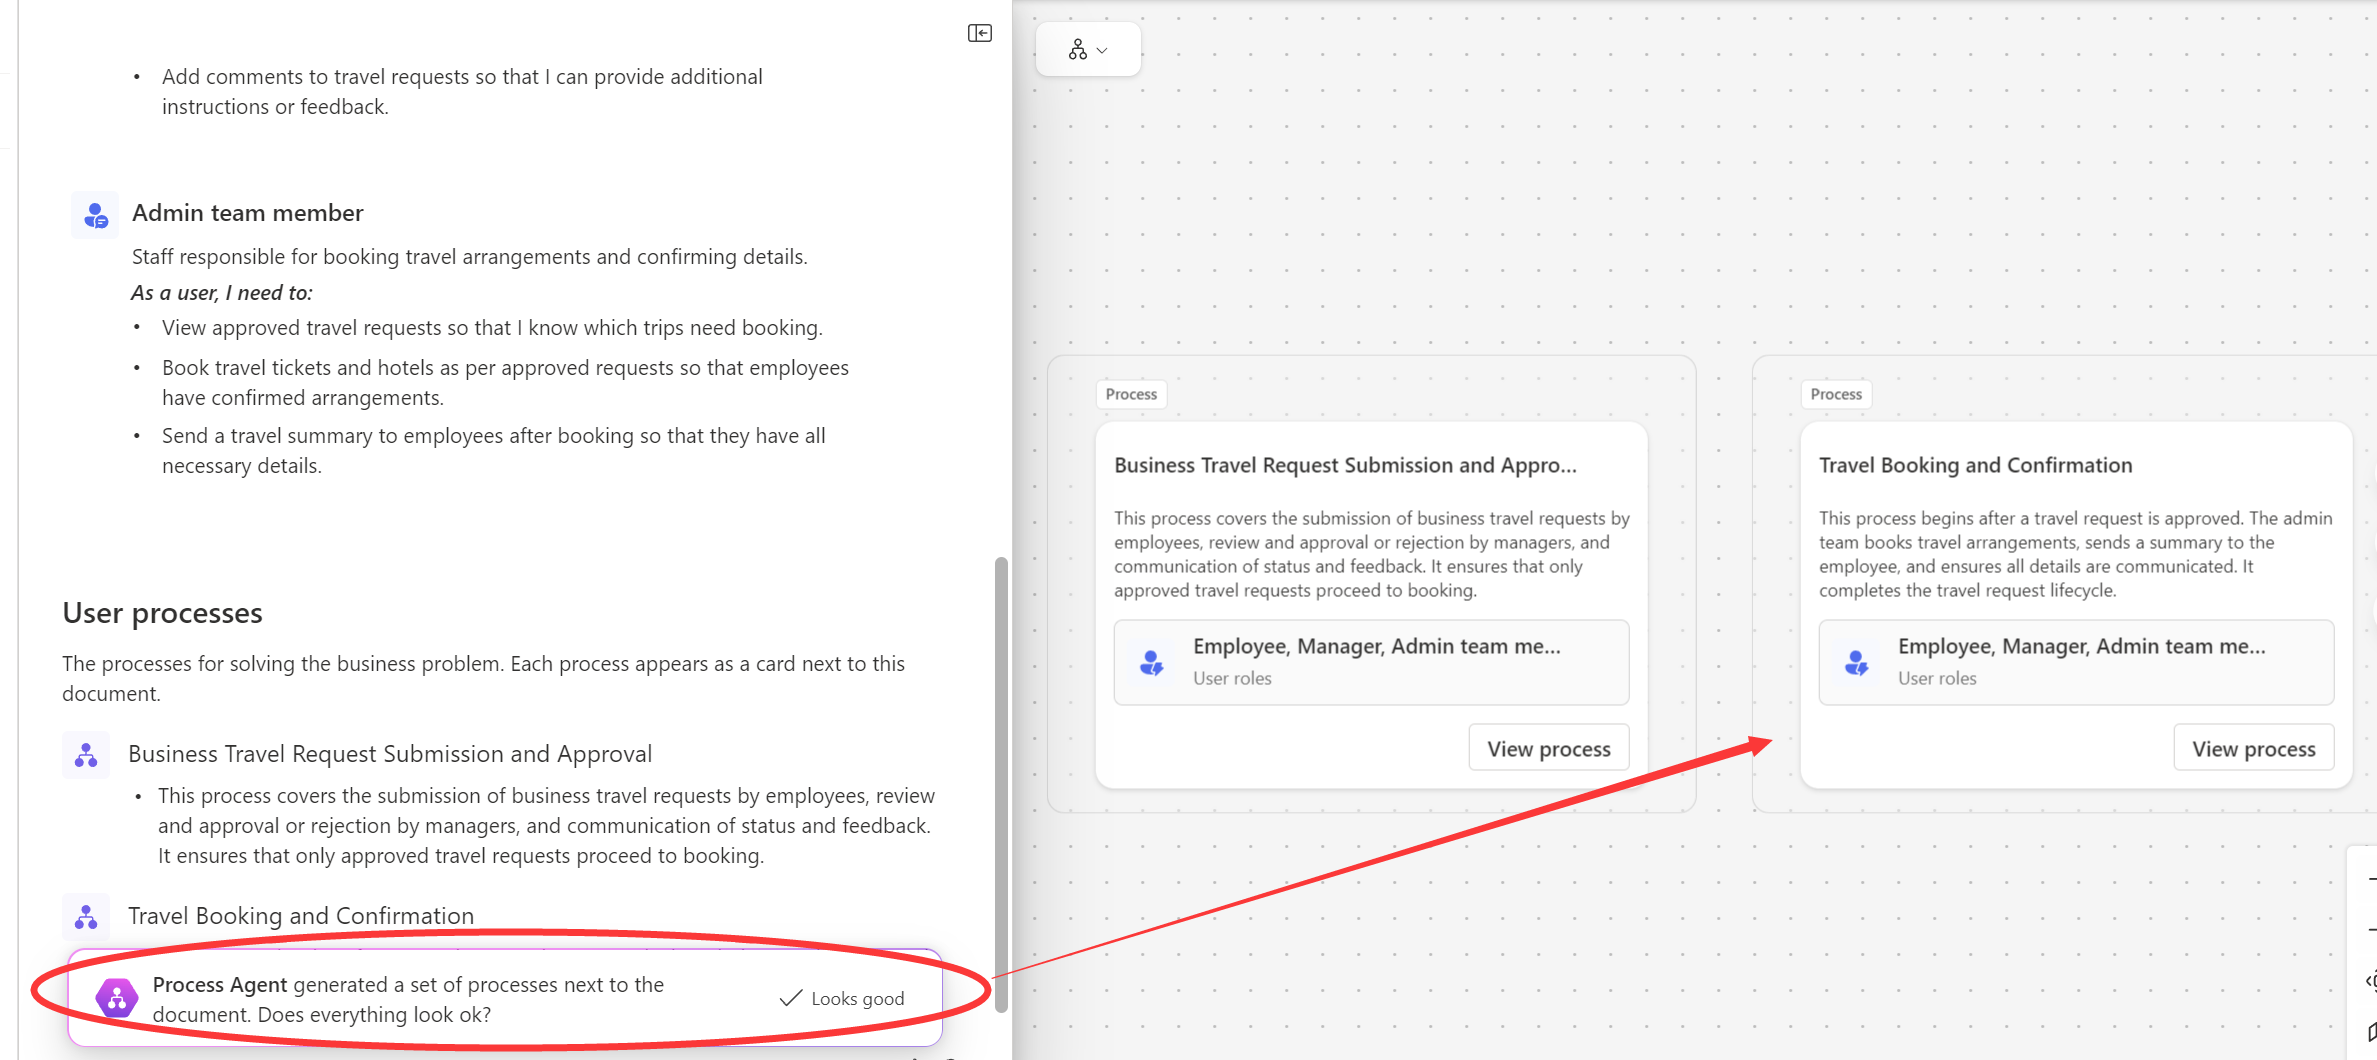 Add comments to travel requests so that I can provide additional
instructions or feedback.
Admin team member
Staff responsible for booking travel arrangements and confirming details.
As a user, I need to:
View approved travel requests so that I know which trips need booking.
Book travel tickets and hotels as per approved requests so that employees
have confirmed arrangements.
Send a travel summary to employees after booking so that they have all
necessary details.
User processes
The processes for solving the business problem. Each process appears as a card next to this
document.
Business Travel Request Submission and Approval
This process covers the submission of business travel requests by employees, review
and approval or rejection by managers, and communication of status and feedback.
It ensures that only approved travel requests proceed to booking.
Travel Booking and Confirmation
Process Agent generated a set of processes next to the
document. Does everything look ok?
Looks good
Process
Business Travel Request Submission and Appro...
This process covers the submission of business travel requests by
employees, review and approval or rejection by managers, and
communication of status and feedback. It ensures that only
approved travel requests proceed to booking.
Employee, Manager, Admin team me...
User roles
View process
Process
Travel Booking and Confirmation
This process begins after a travel request is approved. The admin
team books travel arrangements, sends a summary to the
employee, and ensures all details are communicated. It
completes the travel request lifecycle.
Employee, Manager, Admin team me...
User roles
View process